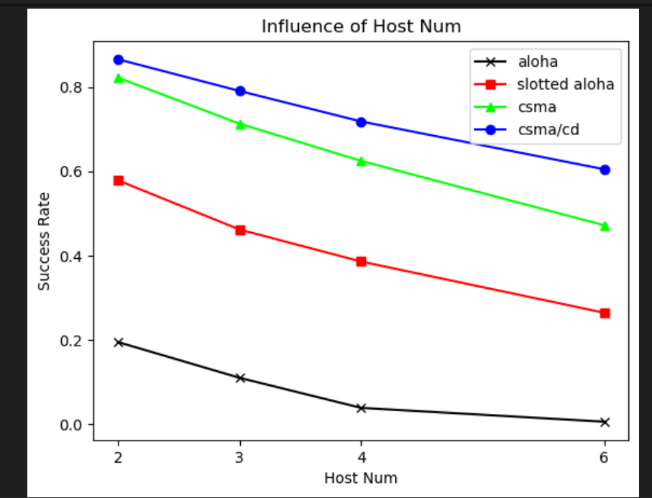 Influence of Host Num
aloha
slotted aloha
csma
csma/cd
Success Rate
0.8
0.6
0.4
0.2
0.0
2 3 4 6
Host Num